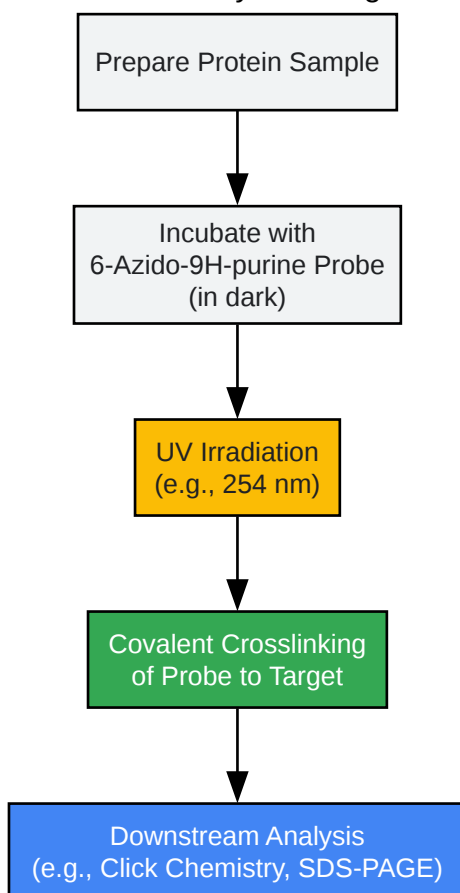 Prepare Protein Sample
Incubate with
6-Azido-9H-purine Probe
(in dark)
UV Irradiation
(e.g., 254 nm)
Covalent Crosslinking
of Probe to Target
Downstream Analysis
(e.g., Click Chemistry, SDS-PAGE)